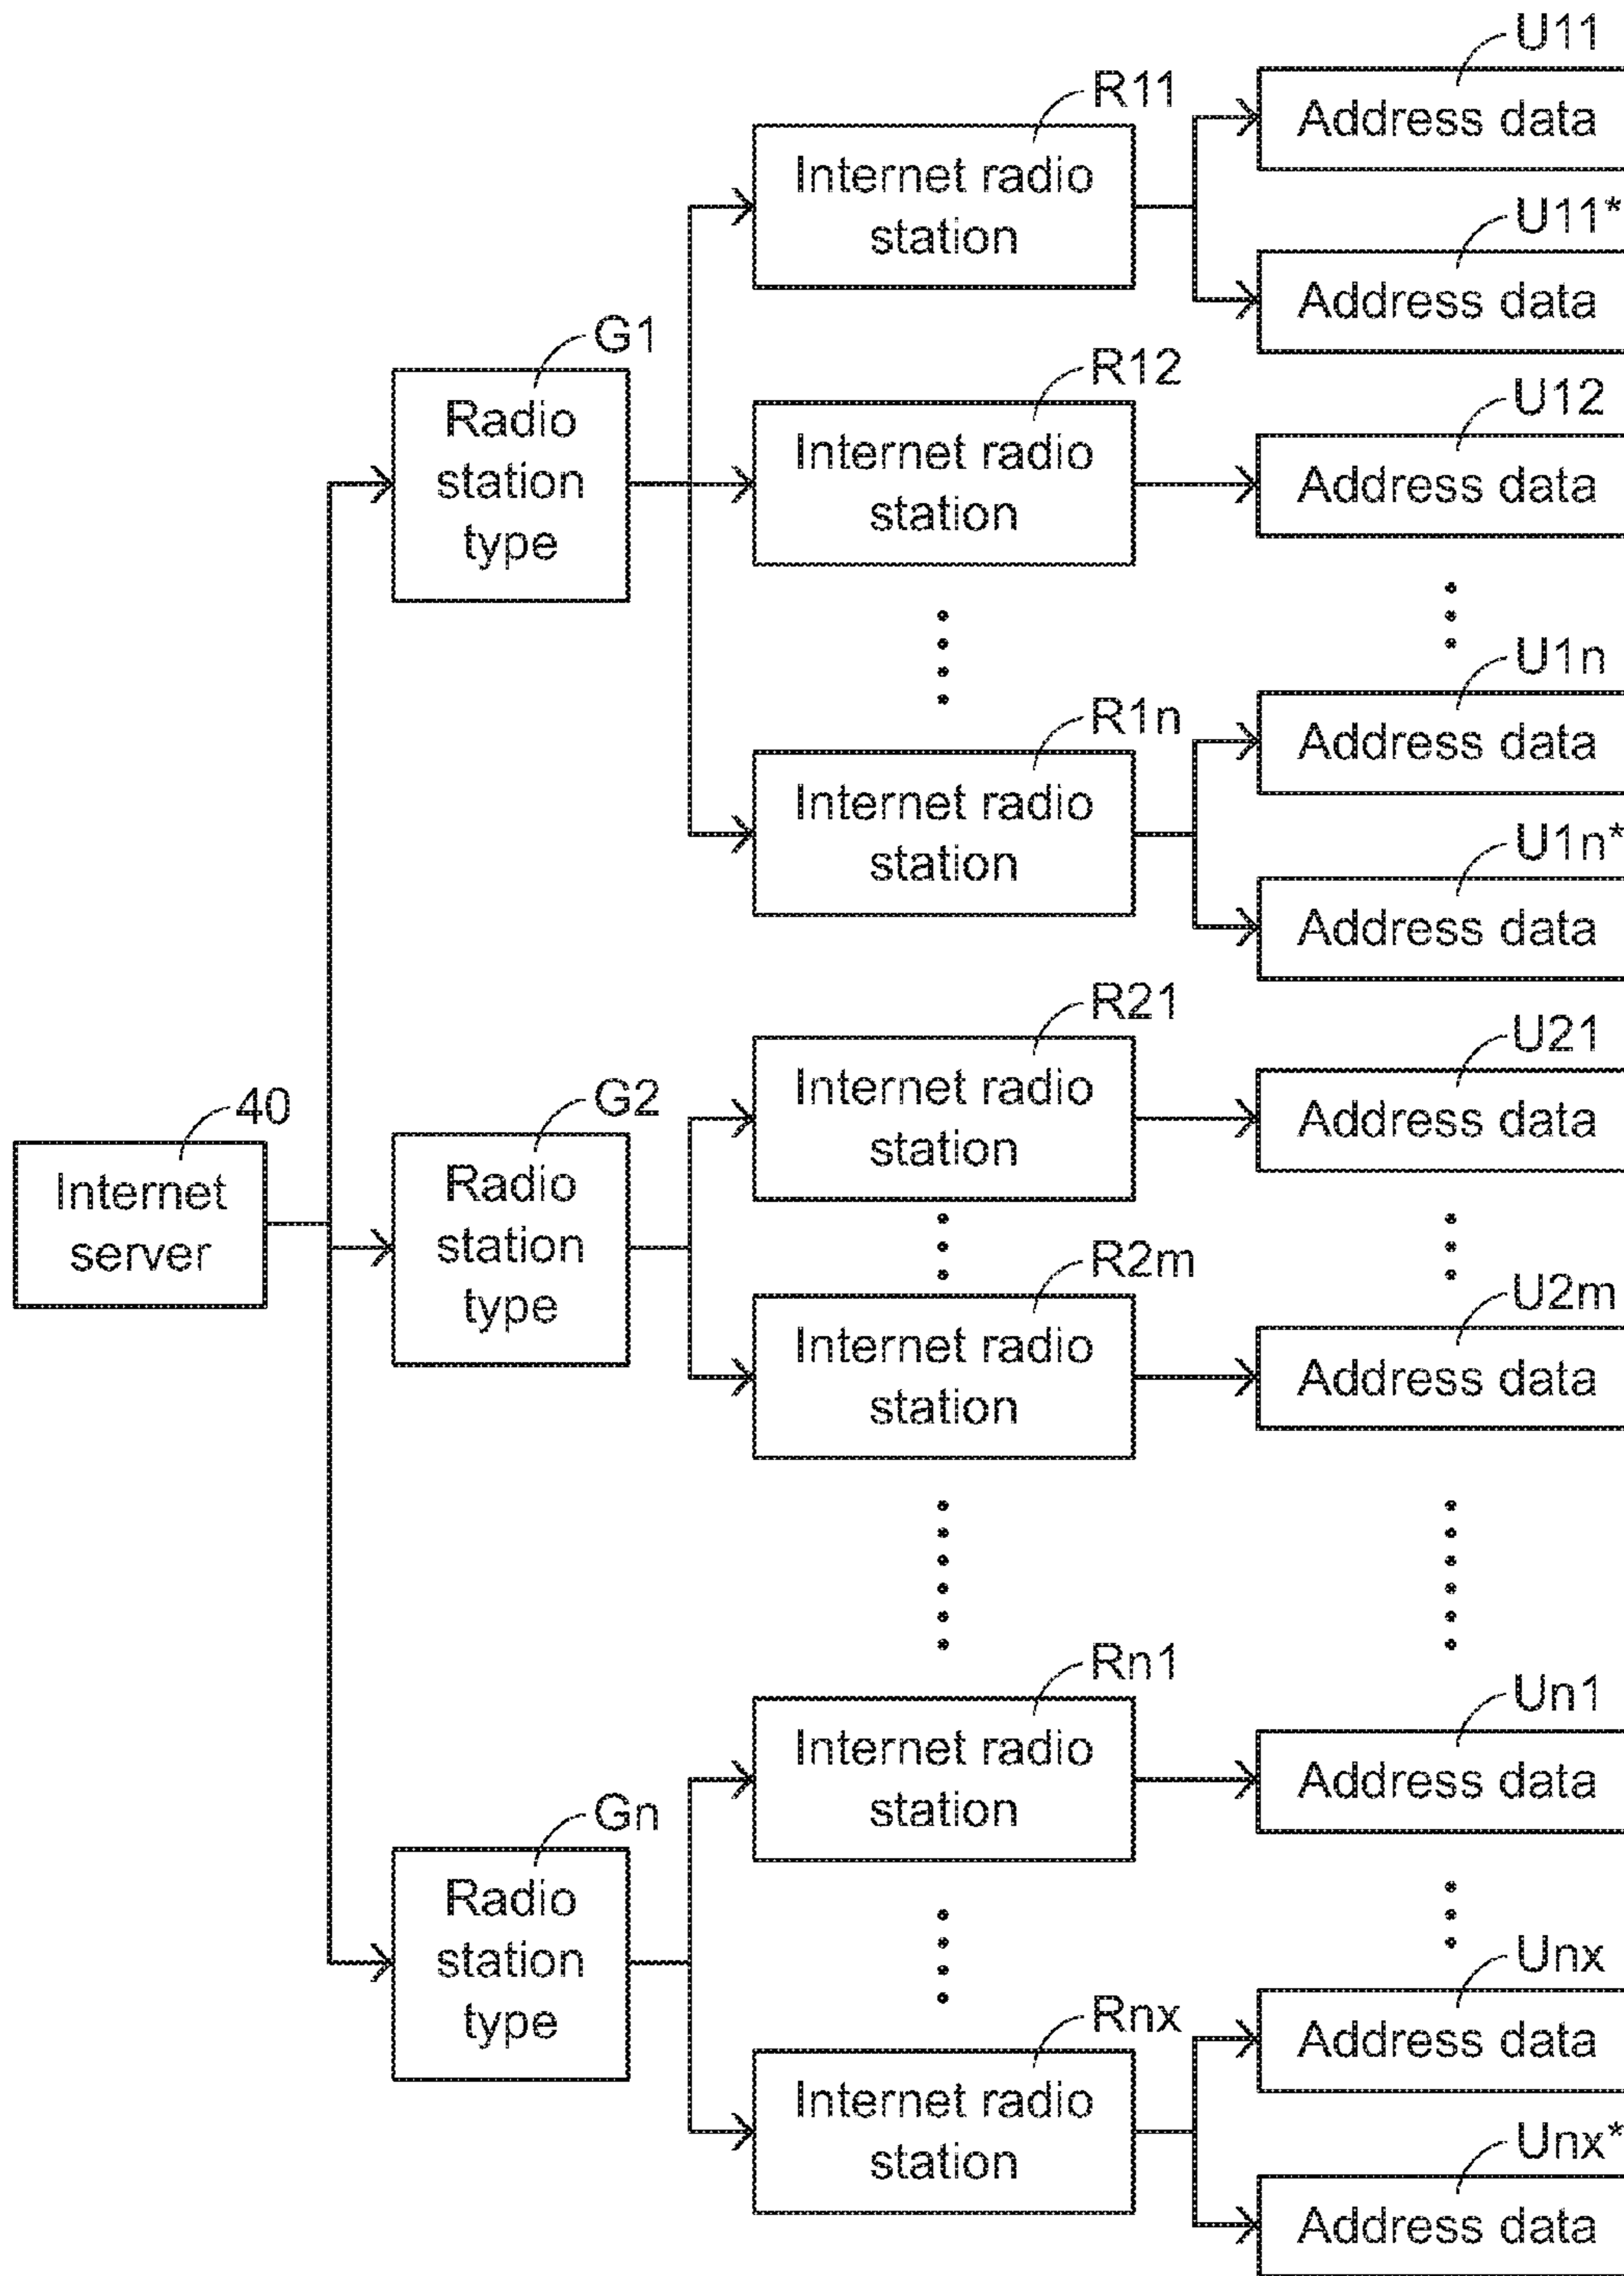 U11
Address data
R11
Internet radio
station
U11*
Address data
G1
Radio
station
type
R12
Internet radio
station
U12
Address data
R1n
Internet radio
station
U1n
Address data
U1n*
Address data
40
Internet
server
G2
Radio
station
type
R21
Internet radio
station
U21
Address data
R2m
Internet radio
station
U2m
Address data
Gn
Radio
station
type
Rn1
Internet radio
station
Un1
Address data
Rnx
Internet radio
station
Unx
Address data
Unx*
Address data